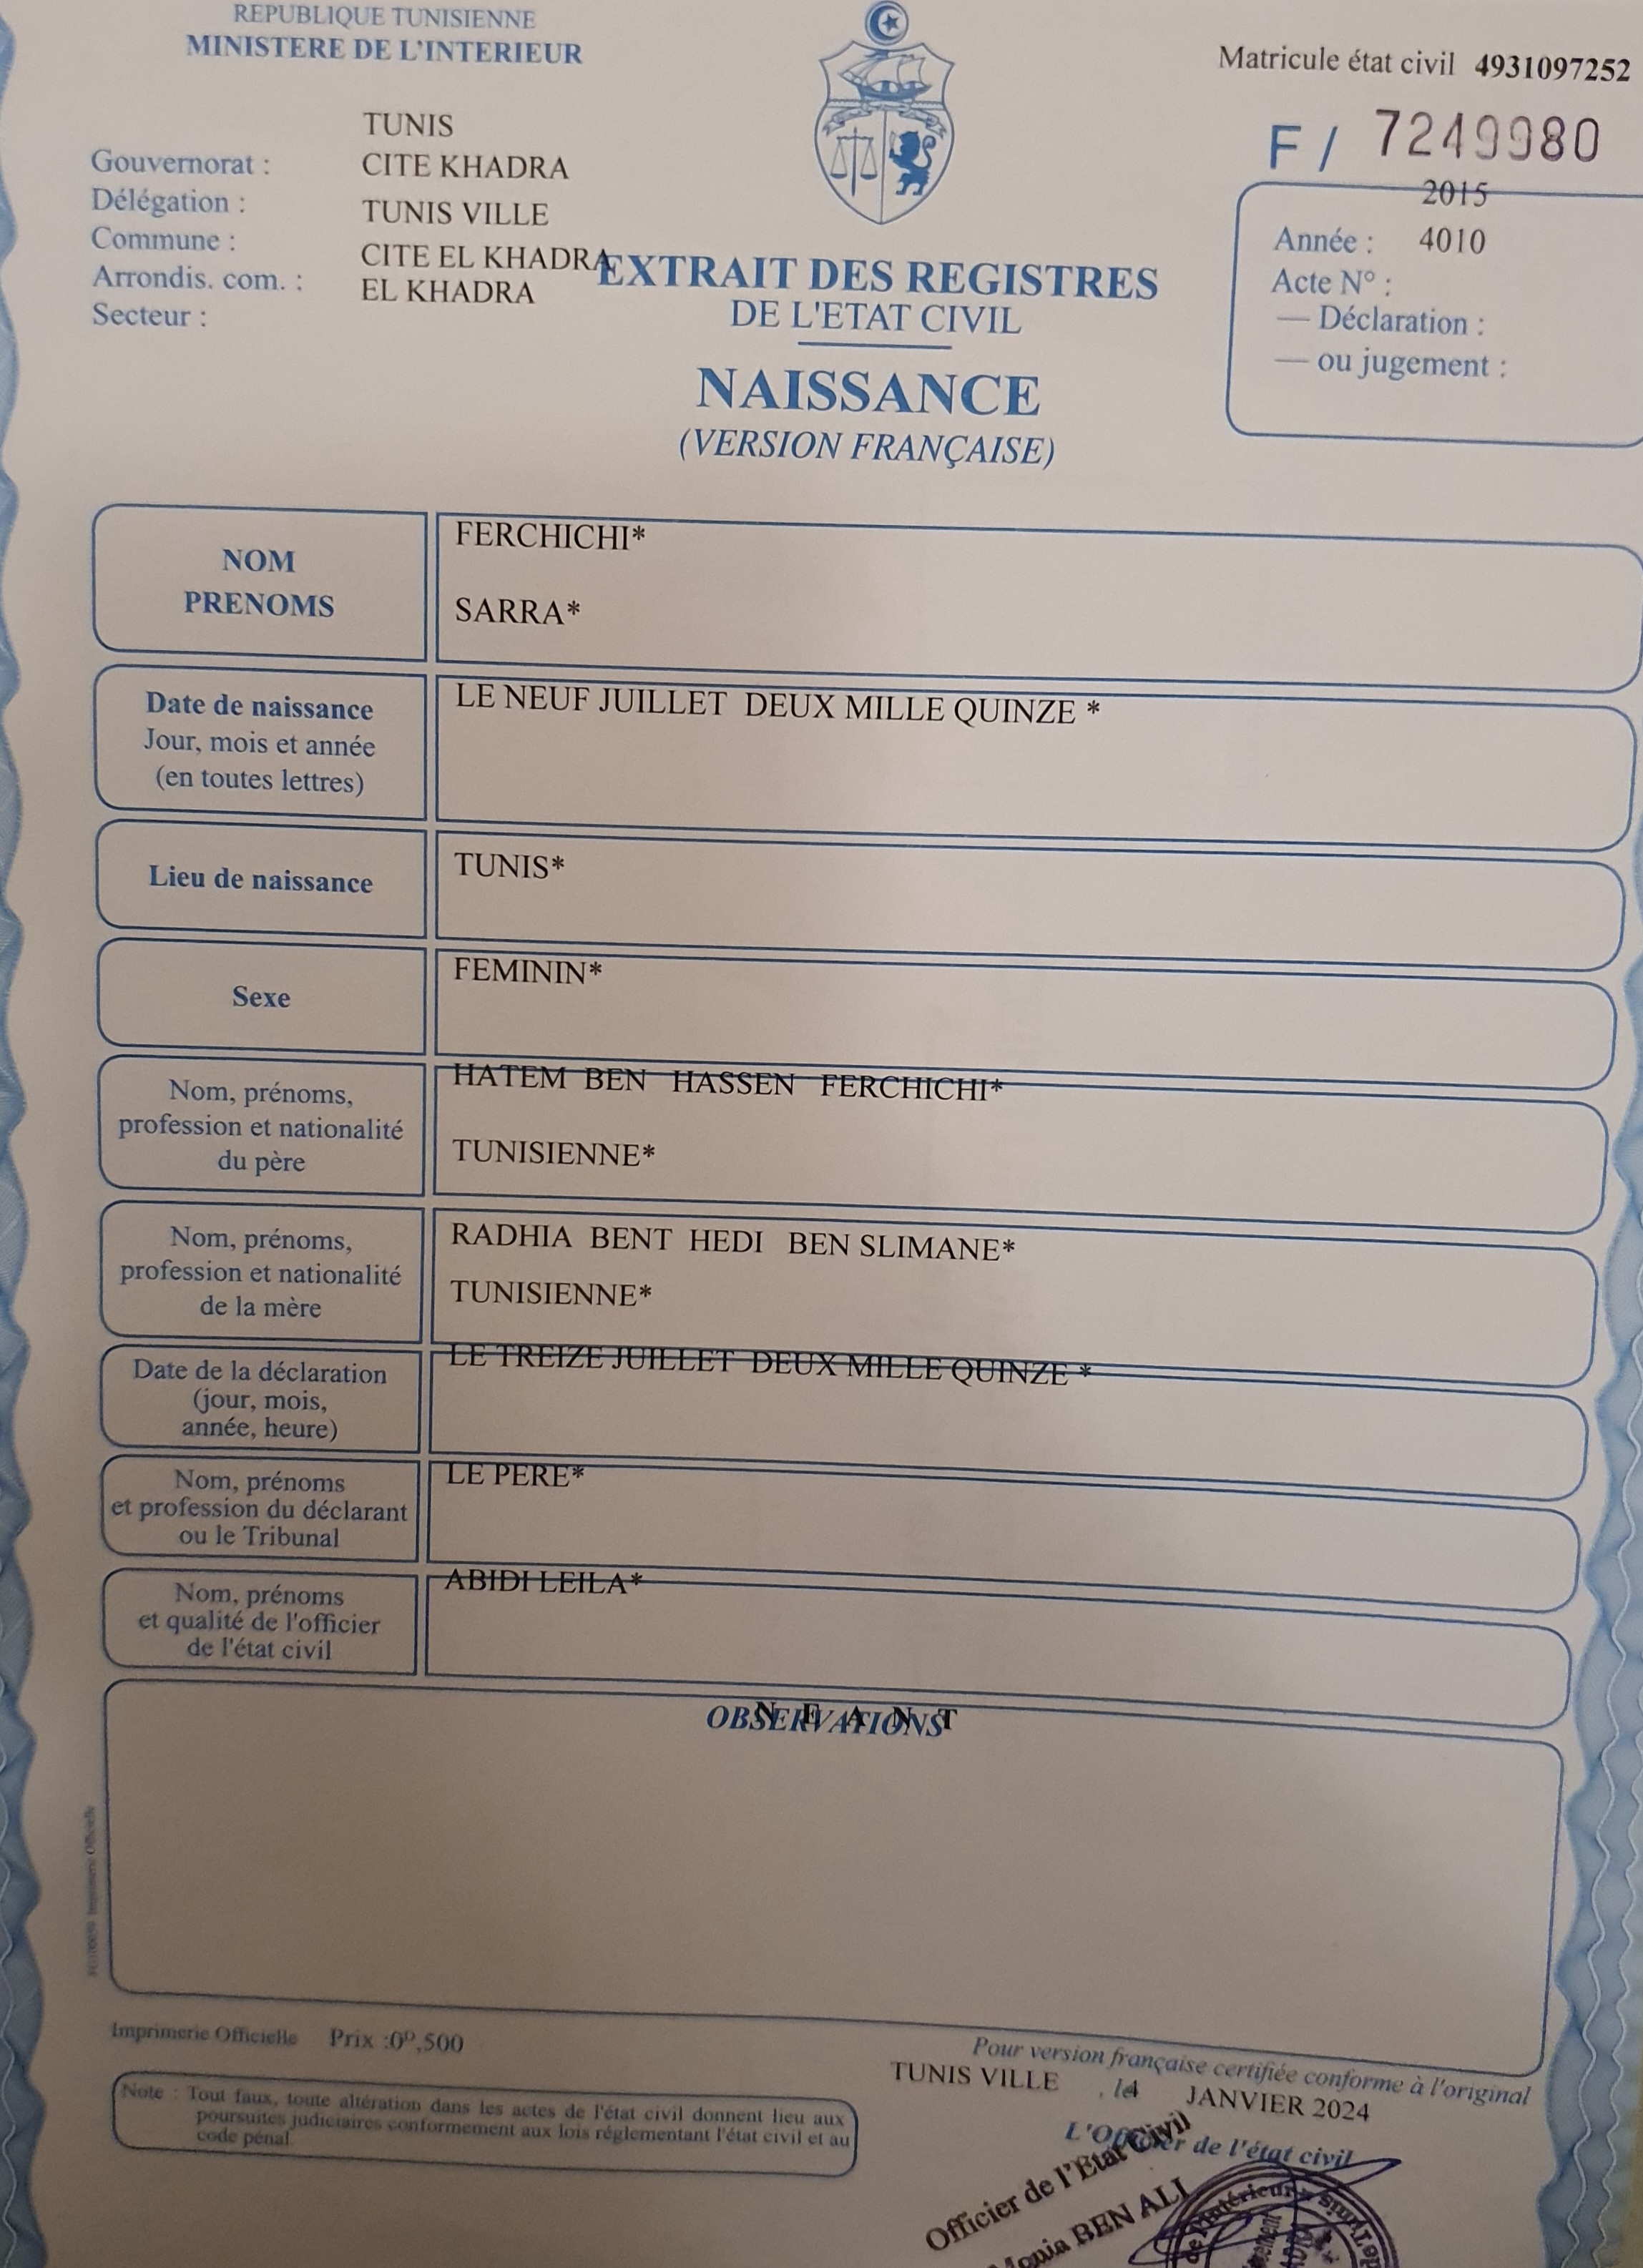 REPUBLIQUE TUNISIENNE
MINISTERE DE L'INTERIEUR
Matricule état civil 4931097252
F / 7249980
TUNIS
Gouvernorat : CITE KHADRA
Délégation : TUNIS VILLE
Commune : CITE EL KHADRA
Arrondis. com. : EL KHADRA
Secteur :
2015
Année : 4010
Acte N° :
— Déclaration :
— ou jugement :
EXTRAIT DES REGISTRES
DE L'ETAT CIVIL
NAISSANCE
(VERSION FRANÇAISE)
NOM
PRENOMS
FERCHICHI*
SARRA*
Date de naissance
Jour, mois et année
(en toutes lettres)
LE NEUF JUILLET DEUX MILLE QUINZE *
Lieu de naissance
TUNIS*
Sexe
FEMININ*
Nom, prénoms,
profession et nationalité
du père
HATEM BEN HASSEN FERCHICHI*
TUNISIENNE*
Nom, prénoms,
profession et nationalité
de la mère
RADHIA BENT HEDI BEN SLIMANE*
TUNISIENNE*
Date de la déclaration
(jour, mois,
année, heure)
LE TREIZE JUILLET DEUX MILLE QUINZE *
Nom, prénoms
et profession du déclarant
ou le Tribunal
LE PERE*
Nom, prénoms
et qualité de l'officier
de l'état civil
ABIDI LEILA*
OBSERVATIONS
N E A N T
Imprimerie Officielle
Imprimerie Officielle Prix :0ᴰ,500
Note : Tout faux, toute altération dans les actes de l'état civil donnent lieu aux
poursuites judiciaires conformement aux lois réglementant l'état civil et au
code pénal
Pour version française certifiée conforme à l'original
TUNIS VILLE , le 4 JANVIER 2024
L'Officier de l'état civil
Officier de l'Etat Civil
BEN ALI